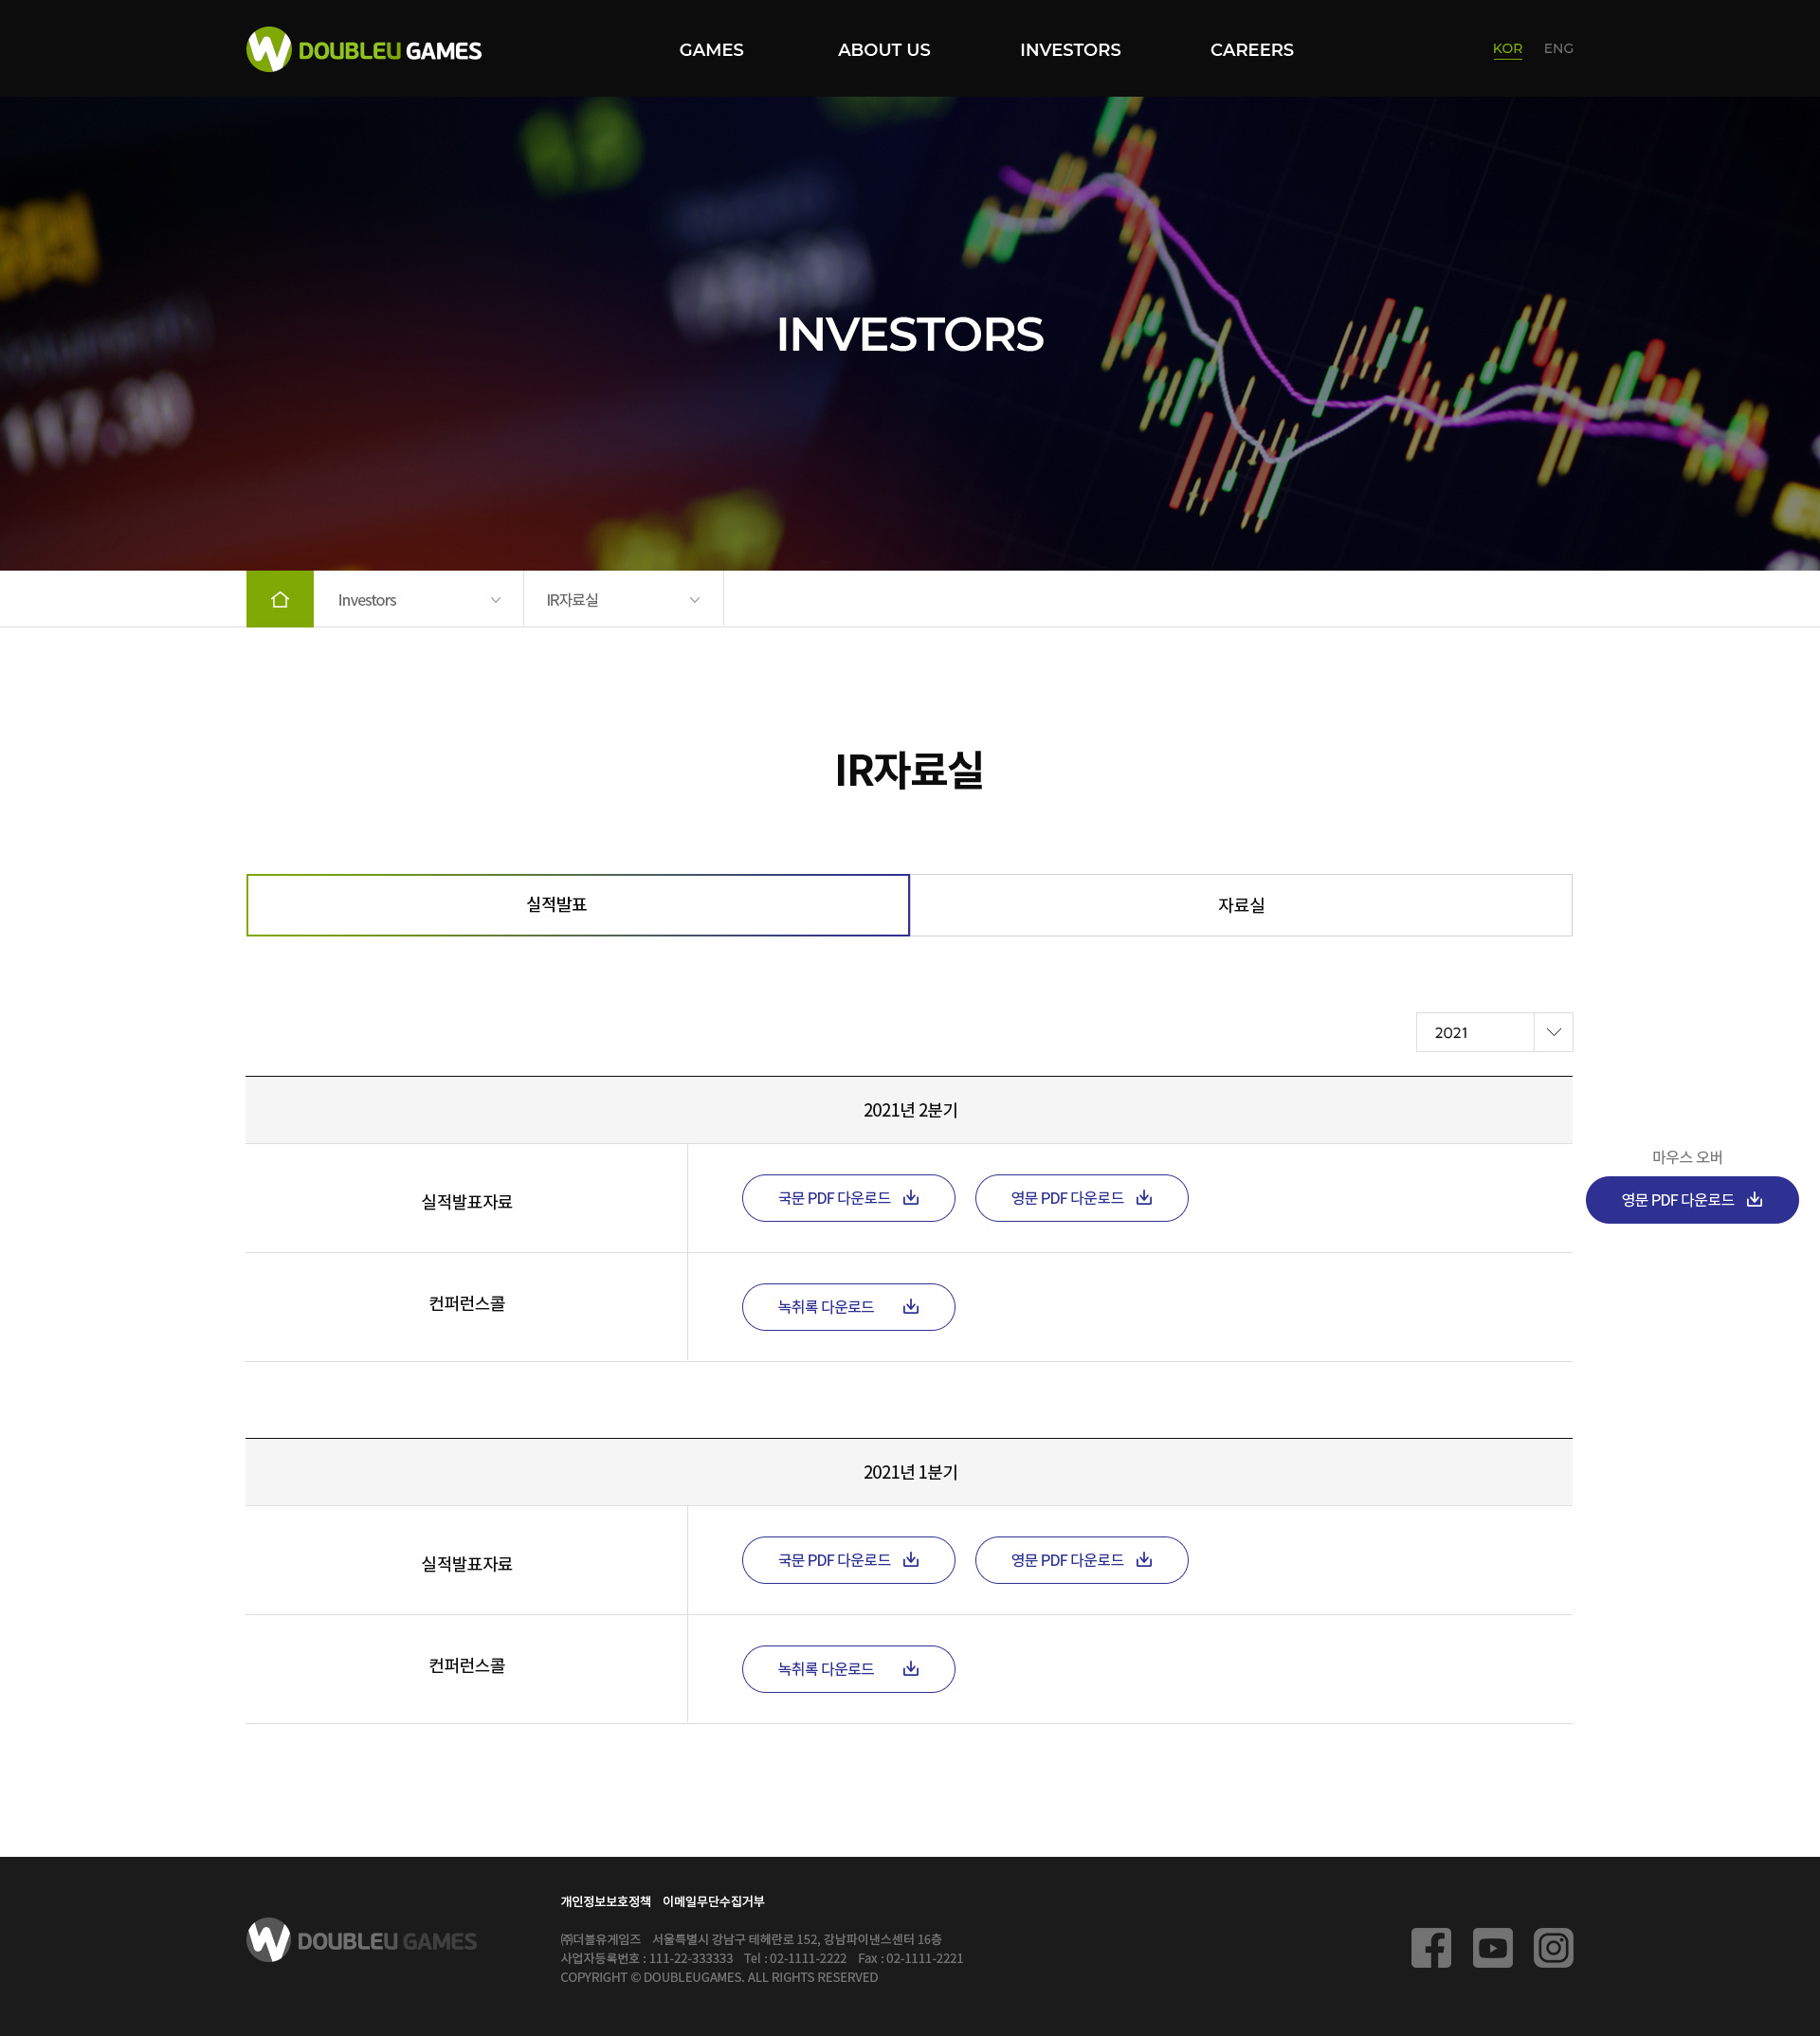 DOUBLEU GAMES
GAMES ABOUT US INVESTORS CAREERS
KOR ENG
117.30
INVESTORS
Investors
IR자료실
IR자료실
실적발표
자료실
2021
2021년 2분기
실적발표자료
국문 PDF 다운로드
영문 PDF 다운로드
마우스 오버
영문 PDF 다운로드
컨퍼런스콜
녹취록 다운로드
2021년 1분기
실적발표자료
국문 PDF 다운로드
영문 PDF 다운로드
컨퍼런스콜
녹취록 다운로드
개인정보보호정책 이메일무단수집거부
DOUBLEU GAMES
㈜더블유게임즈 서울특별시 강남구 테헤란로 152, 강남파이낸스센터 16층
사업자등록번호 : 111-22-333333 Tel : 02-1111-2222 Fax : 02-1111-2221
COPYRIGHT © DOUBLEUGAMES. ALL RIGHTS RESERVED